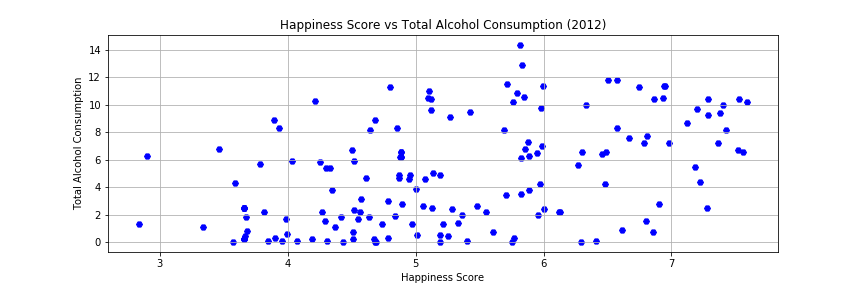 Happiness Score vs Total Alcohol Consumption (2012)
Total Alcohol Consumption
14
12
10
8
6
4
2
0
3 4 5 6 7
Happiness Score